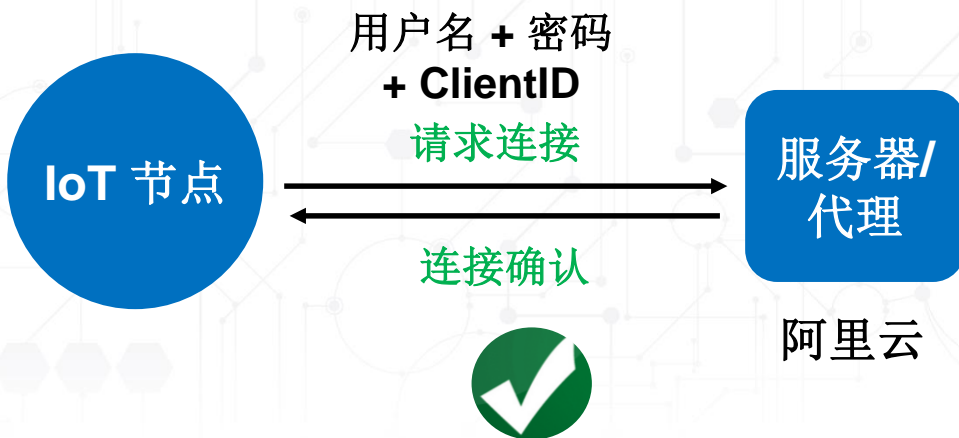 用户名 + 密码
+ ClientID
请求连接
IoT 节点
服务器/
代理
连接确认
阿里云